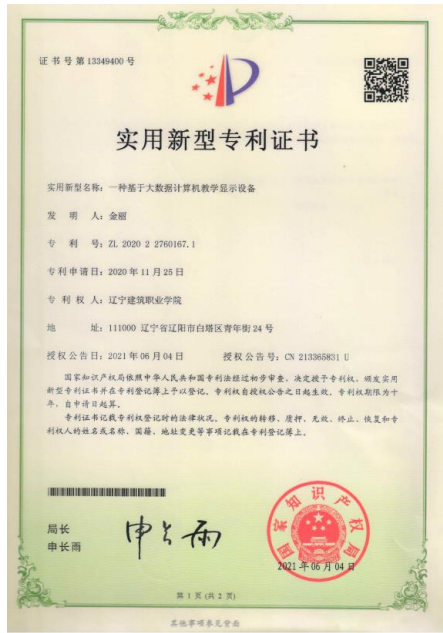 证书号第13349400号
实用新型专利证书
实用新型名称：一种基于大数据计算机教学显示设备
发 明 人：金丽
专 利 号：ZL 2020 2 2760167.1
专利申请日：2020年11月25日
专 利 权 人：辽宁建筑职业学院
地 址：111000 辽宁省辽阳市白塔区青年街24号
授权公告日：2021年06月04日 授权公告号：CN 213365831 U
国家知识产权局依照中华人民共和国专利法经过初步审查，决定授予专利权，颁发实用
新型专利证书并在专利登记簿上予以登记。专利权自授权公告之日起生效。专利权期限为十
年，自申请日起算。
专利证书记载专利权登记时的法律状况。专利权的转移、质押、无效、终止、恢复和专
利权人的姓名或名称、国籍、地址变更等事项记载在专利登记簿上。
局长
申长雨
申长雨
国家知识产权局
2021年06月04日
第1页(共2页)
其他事项参见背面